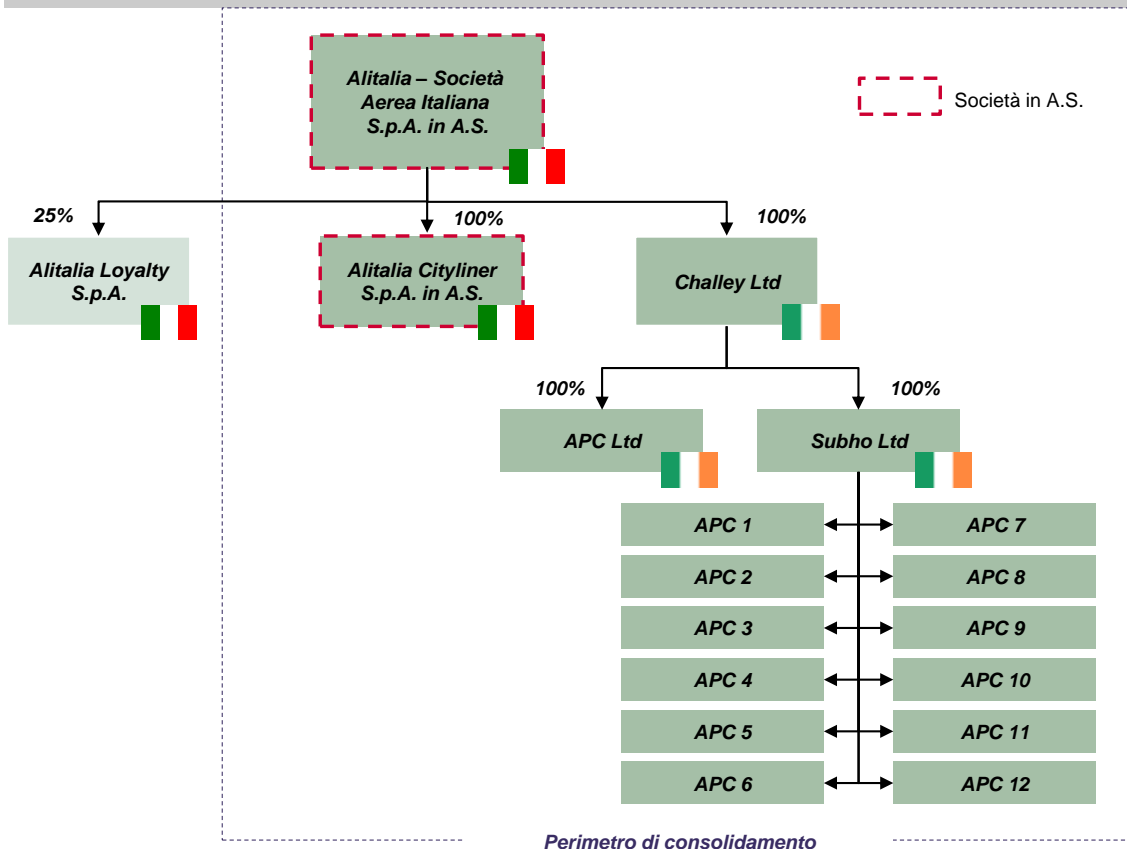 Alitalia – Società
Aerea Italiana
S.p.A. in A.S.
Società in A.S.
25%
100%
100%
Alitalia Loyalty
S.p.A.
Alitalia Cityliner
S.p.A. in A.S.
Challey Ltd
100%
100%
APC Ltd
Subho Ltd
APC 1
APC 7
APC 2
APC 8
APC 3
APC 9
APC 4
APC 10
APC 5
APC 11
APC 6
APC 12
Perimetro di consolidamento